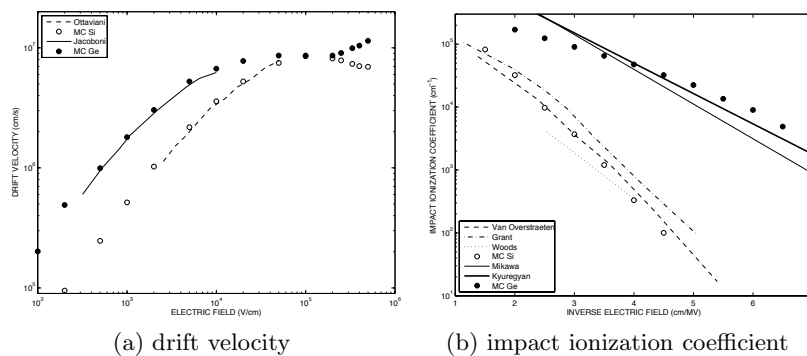 Ottaviani
MC Si
Jacoboni
MC Ge
DRIFT VELOCITY (cm/s)
10^7
10^6
10^5
10^2
10^3
10^4
10^5
10^6
ELECTRIC FIELD (V/cm)
(a) drift velocity
IMPACT IONIZATION COEFFICIENT (cm^-1)
10^5
10^4
10^3
10^2
10^1
Van Overstraeten
Grant
Woods
MC Si
Mikawa
Kyuregyan
MC Ge
1
2
3
4
5
6
INVERSE ELECTRIC FIELD (cm/MV)
(b) impact ionization coefficient